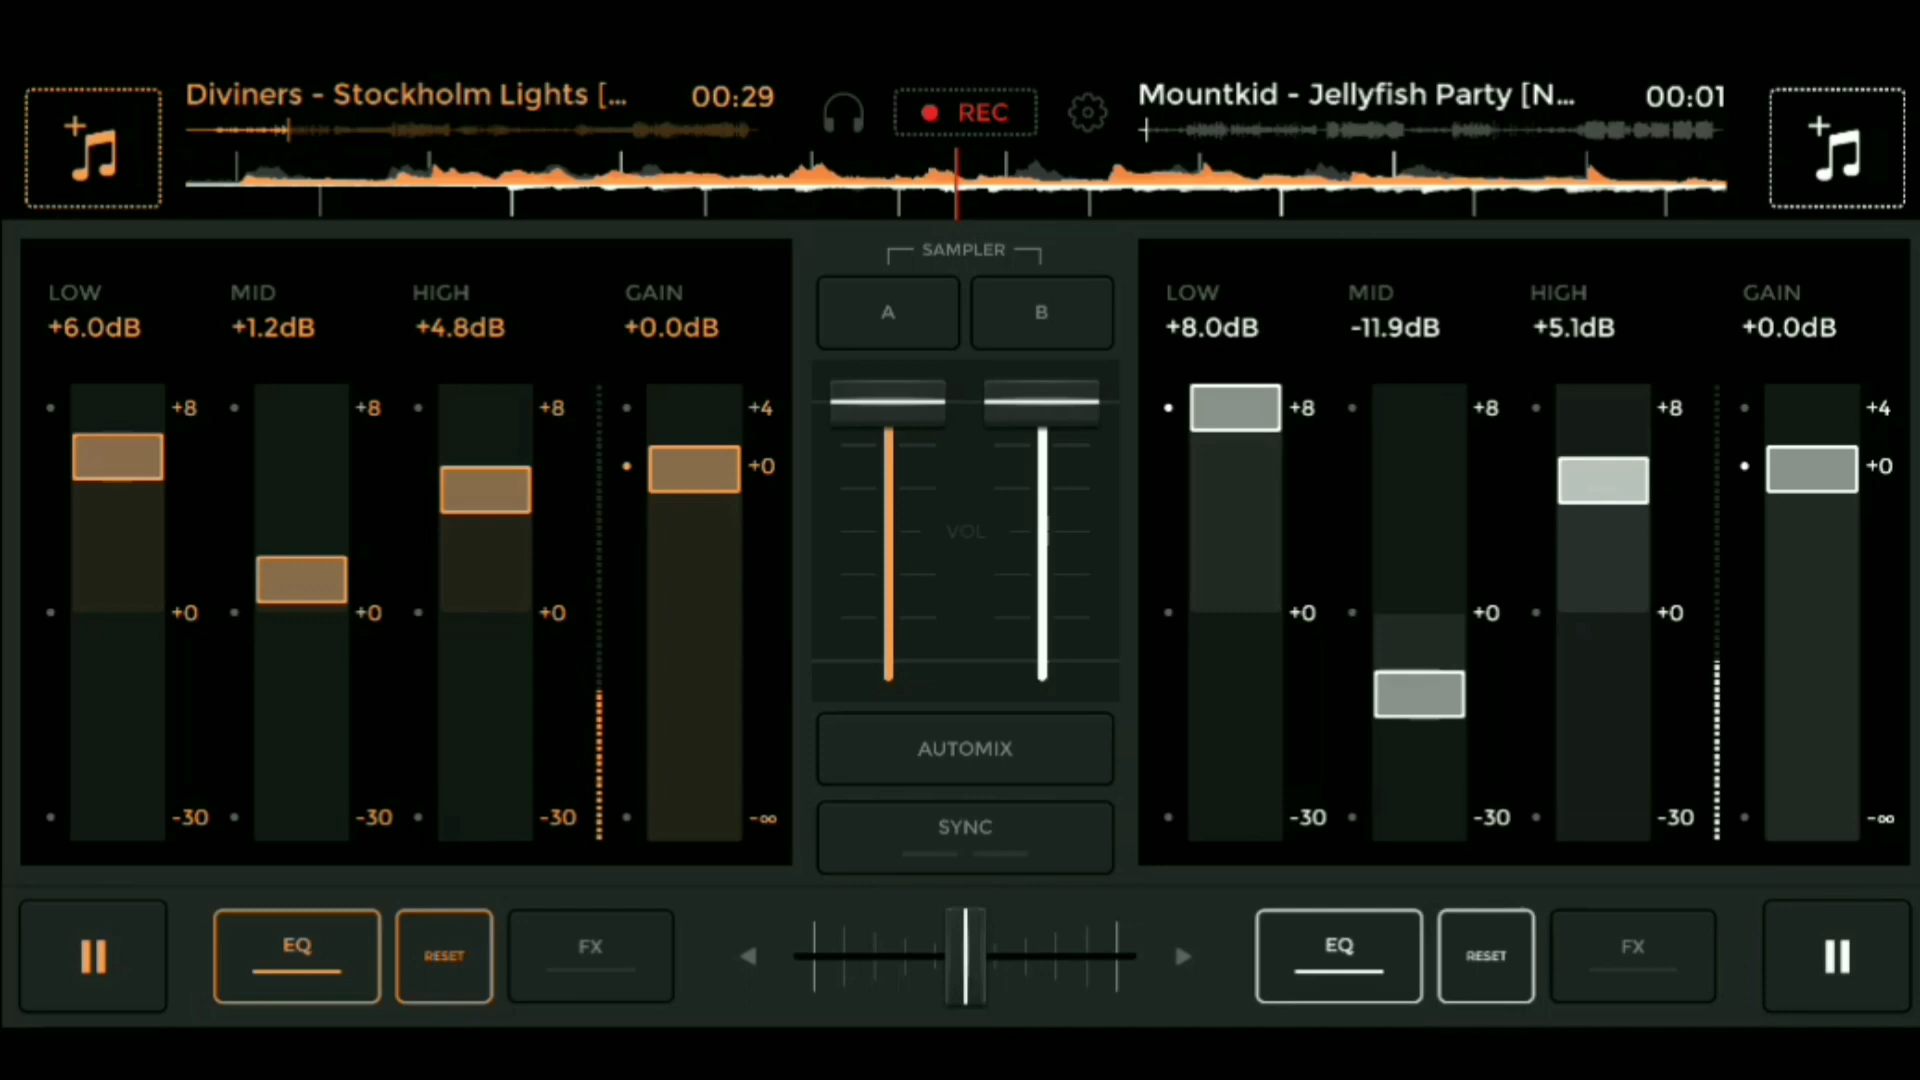 Diviners - Stockholm Lights [... 00:29
REC
Mountkid - Jellyfish Party [N... 00:01
SAMPLER
A B
LOW MID HIGH GAIN
+6.0dB +1.2dB +4.8dB +0.0dB
+8 +8 +8 +4
+0
+0 +0 +0
-30 -30 -30 -∞
VOL
AUTOMIX
SYNC
LOW MID HIGH GAIN
+8.0dB -11.9dB +5.1dB +0.0dB
+8 +8 +8 +4
+0
+0 +0 +0
-30 -30 -30 -∞
EQ RESET FX
EQ RESET FX